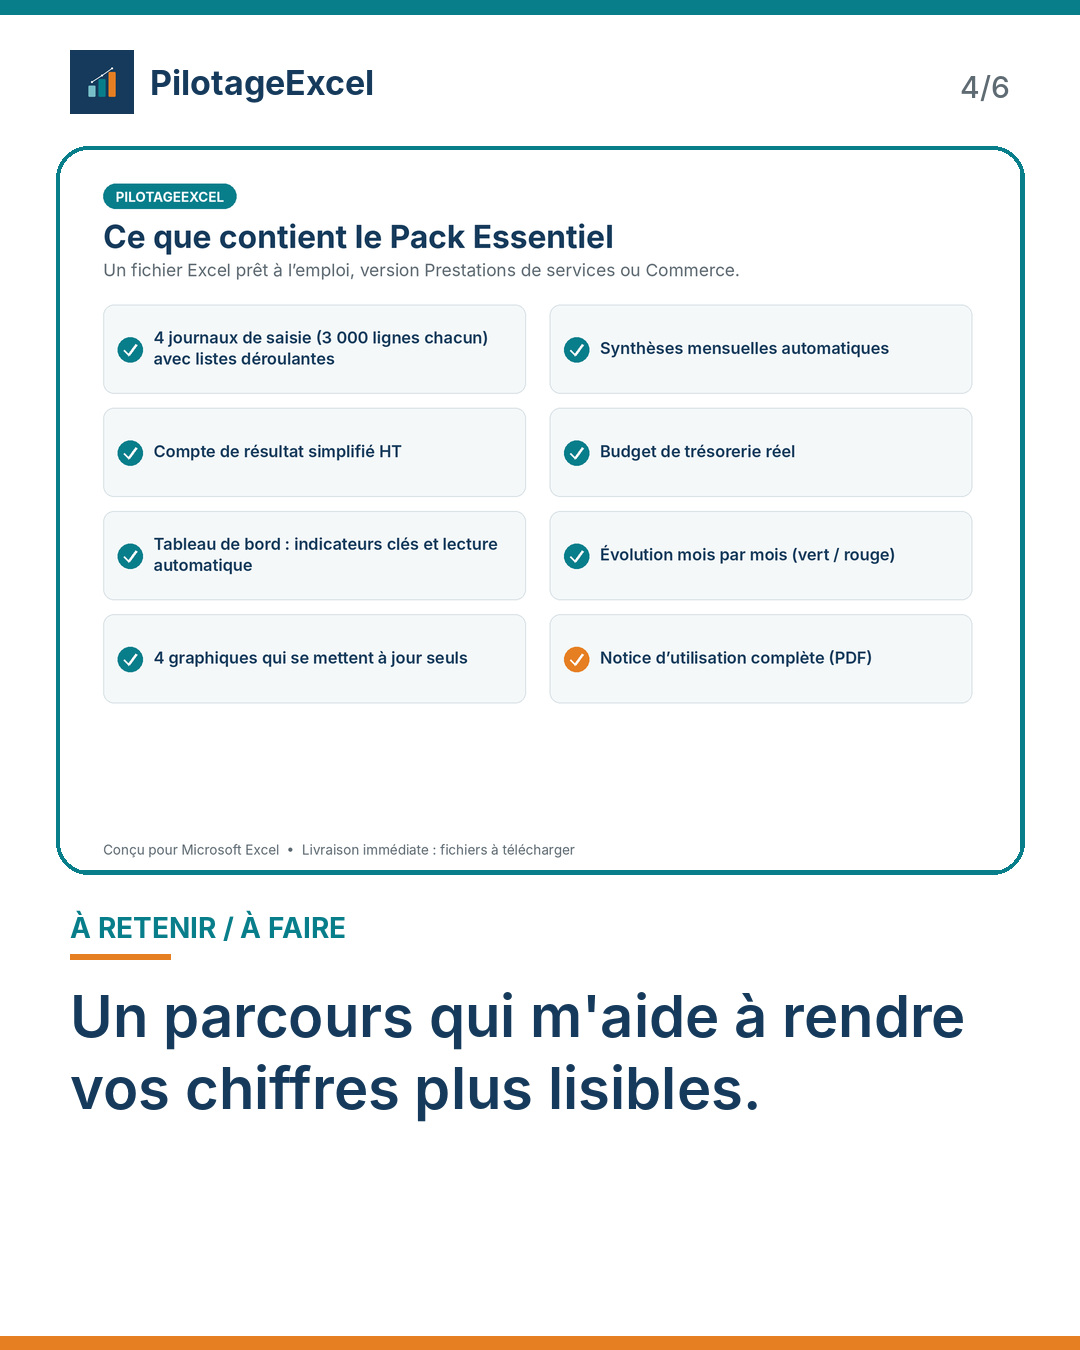 PilotageExcel
4/6
PILOTAGEEXCEL
Ce que contient le Pack Essentiel
Un fichier Excel prêt à l’emploi, version Prestations de services ou Commerce.
4 journaux de saisie (3 000 lignes chacun)
avec listes déroulantes
Synthèses mensuelles automatiques
Compte de résultat simplifié HT
Budget de trésorerie réel
Tableau de bord : indicateurs clés et lecture
automatique
Évolution mois par mois (vert / rouge)
4 graphiques qui se mettent à jour seuls
Notice d’utilisation complète (PDF)
Conçu pour Microsoft Excel • Livraison immédiate : fichiers à télécharger
À RETENIR / À FAIRE
Un parcours qui m'aide à rendre
vos chiffres plus lisibles.